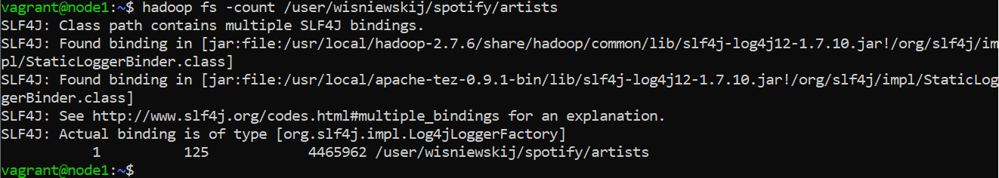 vagrant@node1:~$ hadoop fs -count /user/wisniewskij/spotify/artists
SLF4J: Class path contains multiple SLF4J bindings.
SLF4J: Found binding in [jar:file:/usr/local/hadoop-2.7.6/share/hadoop/common/lib/slf4j-log4j12-1.7.10.jar!/org/slf4j/im
pl/StaticLoggerBinder.class]
SLF4J: Found binding in [jar:file:/usr/local/apache-tez-0.9.1-bin/lib/slf4j-log4j12-1.7.10.jar!/org/slf4j/impl/StaticLog
gerBinder.class]
SLF4J: See http://www.slf4j.org/codes.html#multiple_bindings for an explanation.
SLF4J: Actual binding is of type [org.slf4j.impl.Log4jLoggerFactory]
           1          125            4465962 /user/wisniewskij/spotify/artists
vagrant@node1:~$